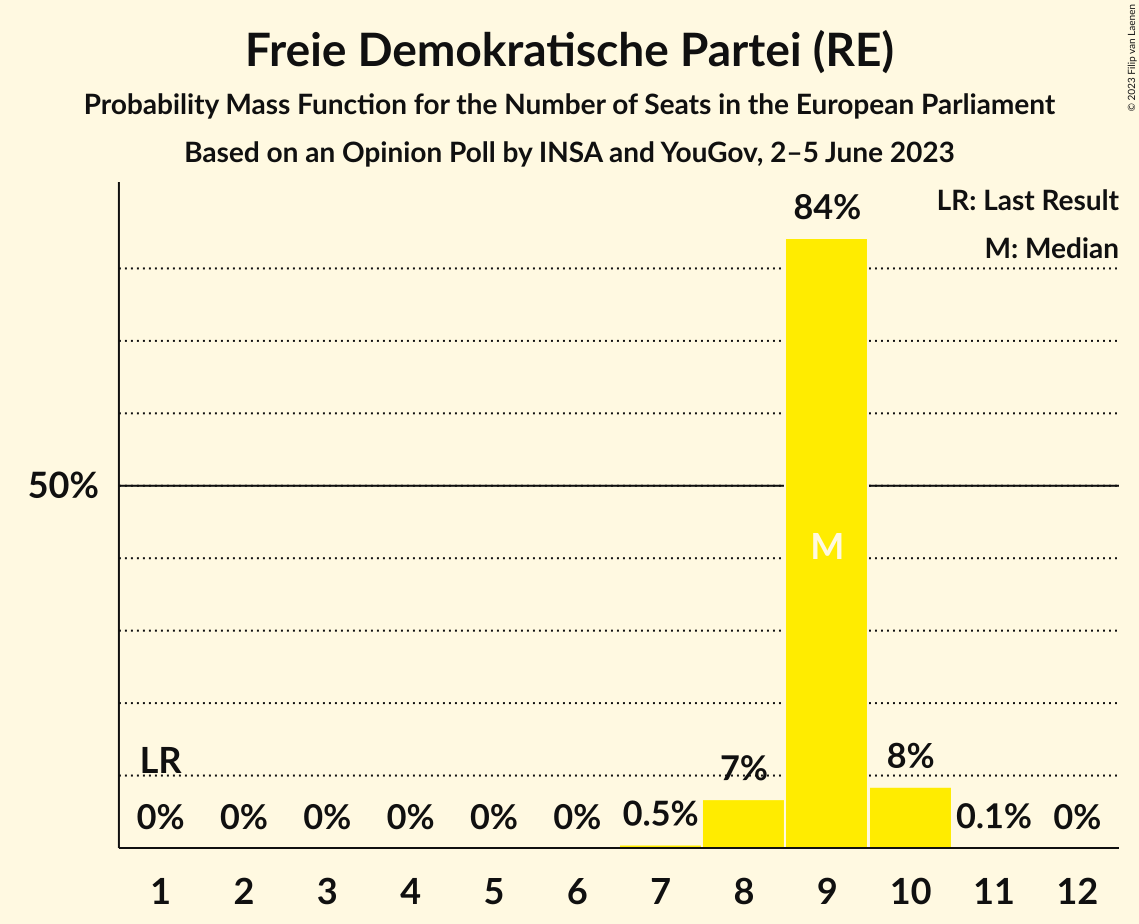 Freie Demokratische Partei (RE)
Probability Mass Function for the Number of Seats in the European Parliament
Based on an Opinion Poll by INSA and YouGov, 2–5 June 2023
© 2023 Filip van Laenen
LR: Last Result
M: Median
84%
50%
M
LR
7%
8%
0%
0%
0%
0%
0%
0%
0.5%
0.1%
0%
1 2 3 4 5 6 7 8 9 10 11 12